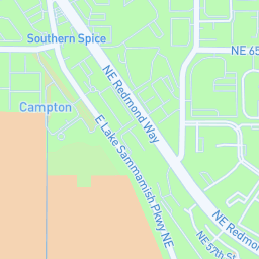 Southern Spice
NE 65
NE Redmond Way
Campton
E Lake Sammamish Pkwy NE
NE Redmo
NE 57th St